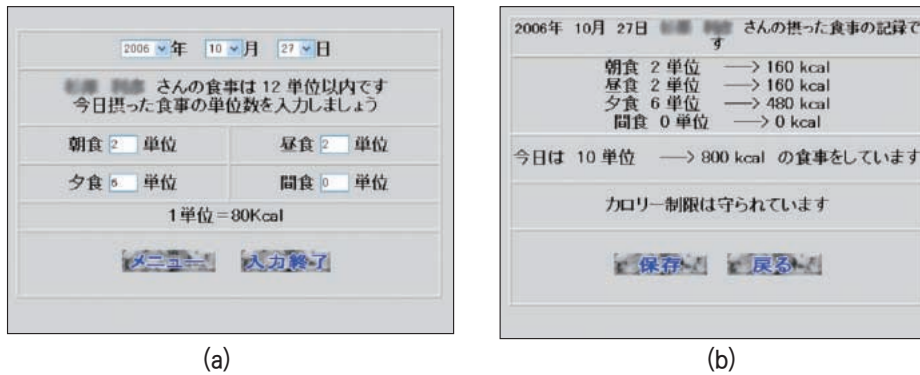 2006 年 10 月 27 日
さんの食事は 12 単位以内です
今日摂った食事の単位数を入力しましょう
朝食 2 単位 昼食 2 単位
夕食 6 単位 間食 0 単位
1単位=80Kcal
メニュー 入力終了
(a)
2006年 10月 27日 さんの摂った食事の記録で
す
朝食 2 単位 ―> 160 kcal
昼食 2 単位 ―> 160 kcal
夕食 6 単位 ―> 480 kcal
間食 0 単位 ―> 0 kcal
今日は 10 単位 ―> 800 kcal の食事をしています
カロリー制限は守られています
保存 戻る
(b)